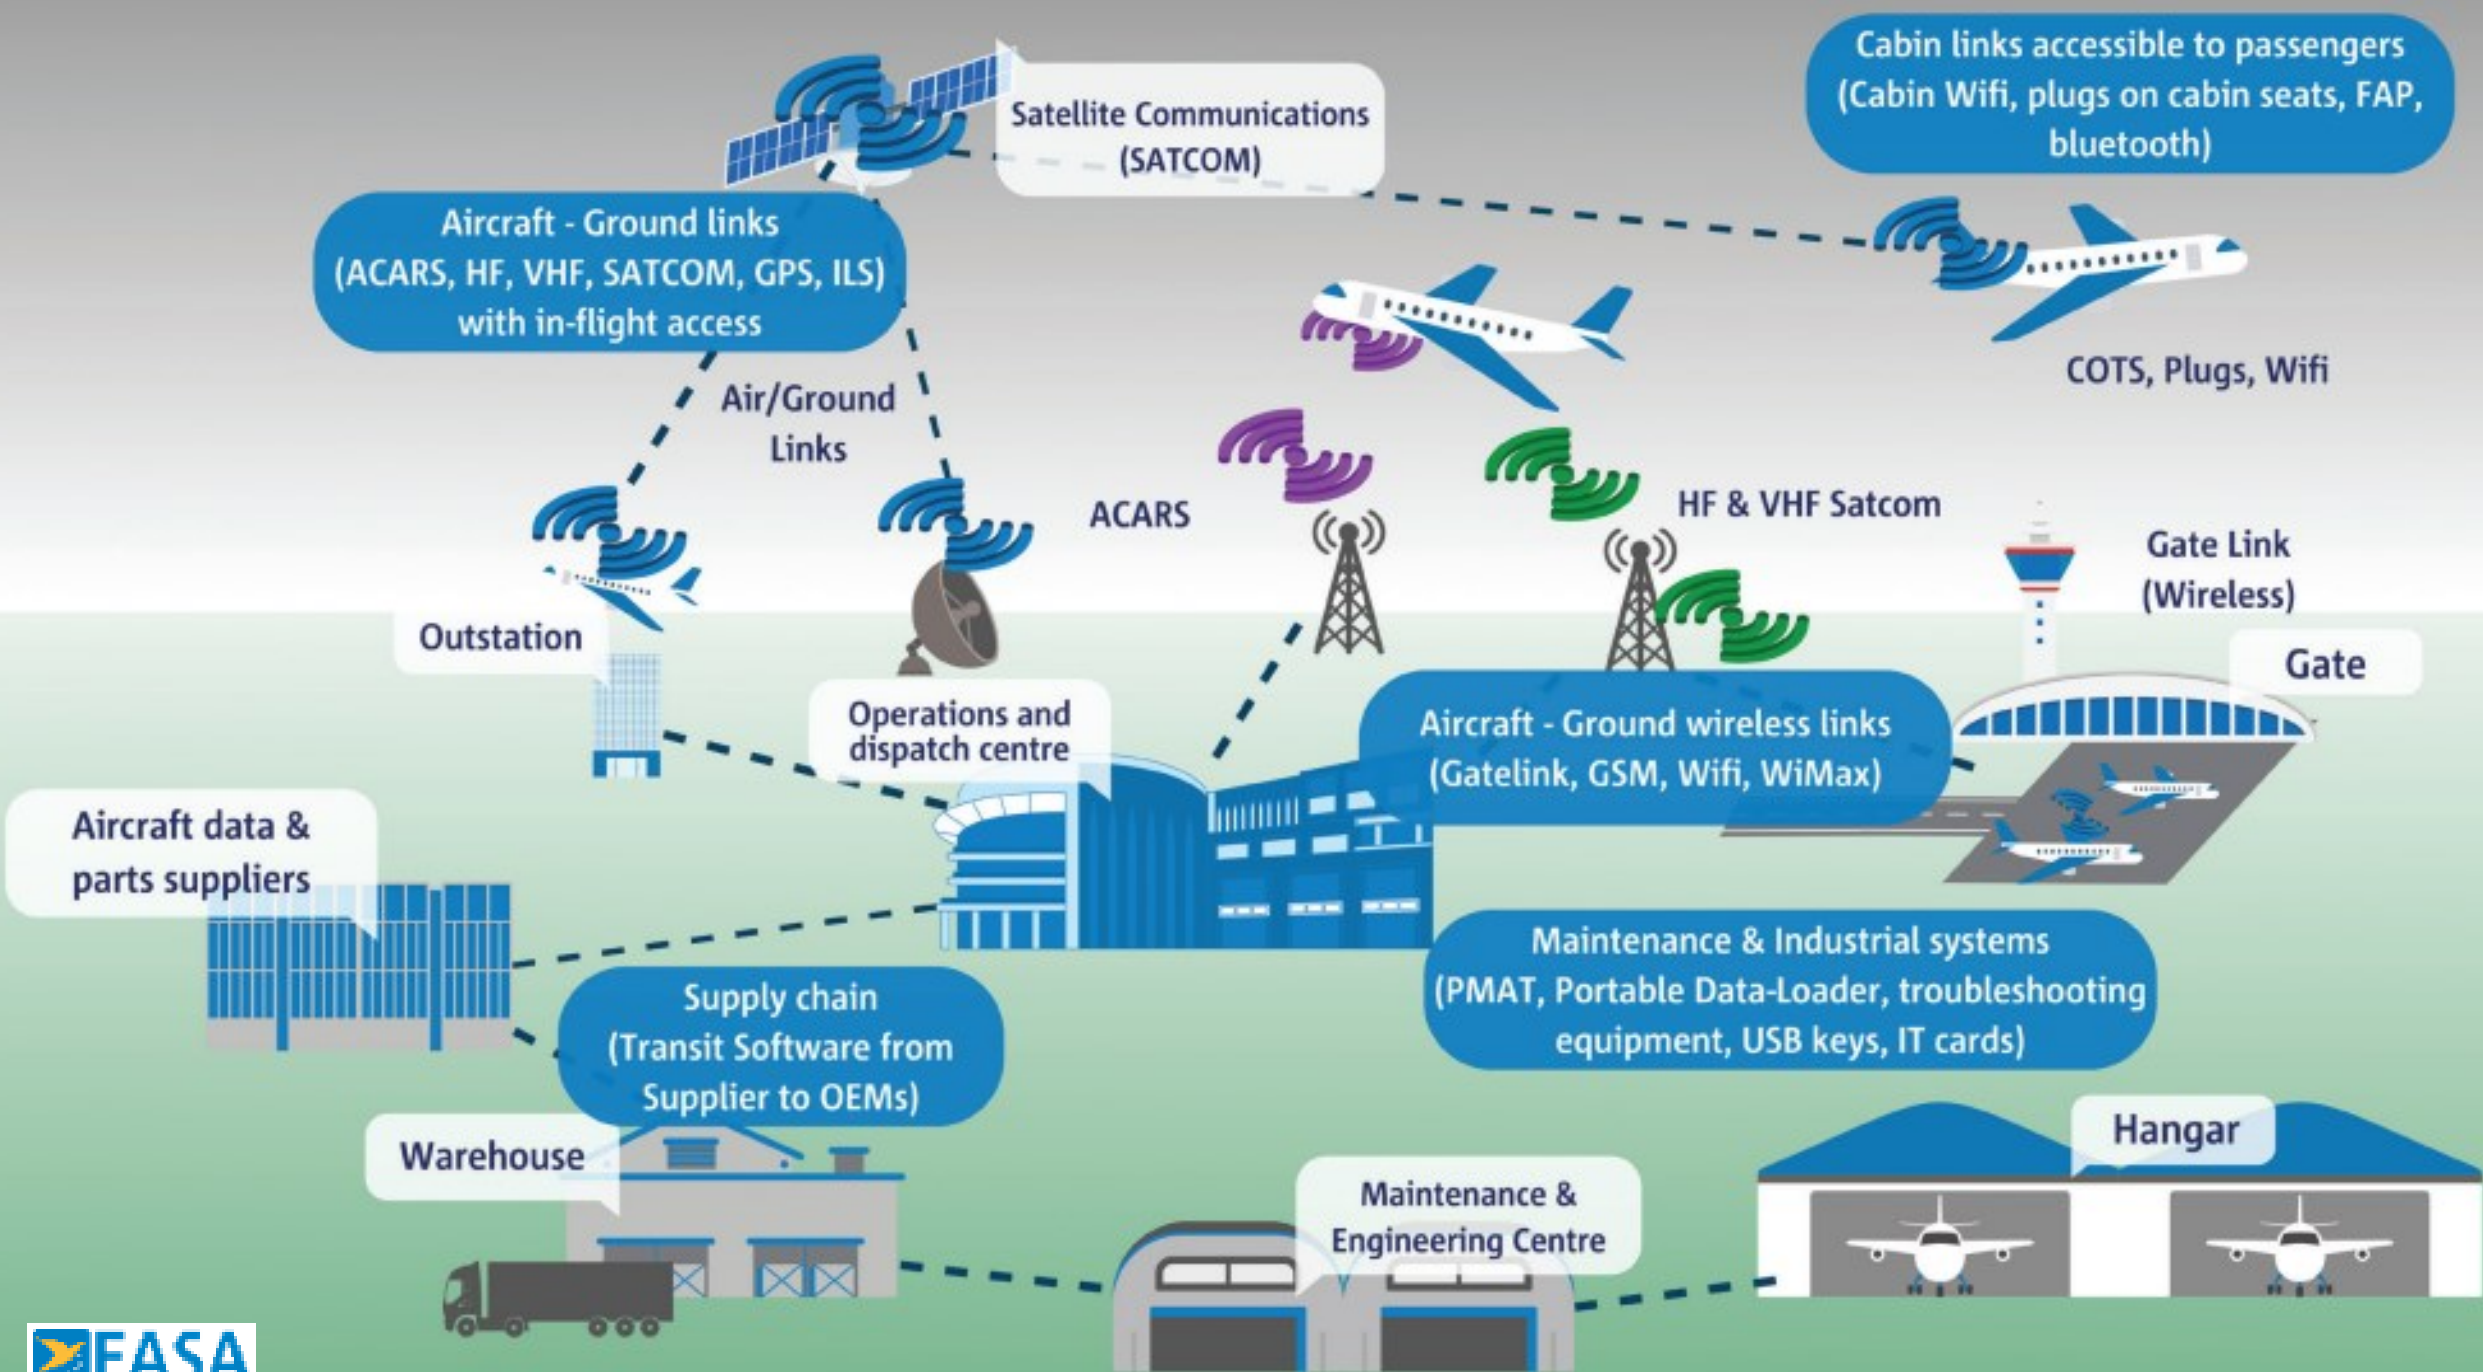 Satellite Communications
(SATCOM)
Cabin links accessible to passengers
(Cabin Wifi, plugs on cabin seats, FAP,
bluetooth)
Aircraft - Ground links
(ACARS, HF, VHF, SATCOM, GPS, ILS)
with in-flight access
Air/Ground
Links
COTS, Plugs, Wifi
ACARS
HF & VHF Satcom
Gate Link
(Wireless)
Outstation
Gate
Operations and
dispatch centre
Aircraft - Ground wireless links
(Gatelink, GSM, Wifi, WiMax)
Aircraft data &
parts suppliers
Maintenance & Industrial systems
(PMAT, Portable Data-Loader, troubleshooting
equipment, USB keys, IT cards)
Supply chain
(Transit Software from
Supplier to OEMs)
Warehouse
Hangar
Maintenance &
Engineering Centre
EASA